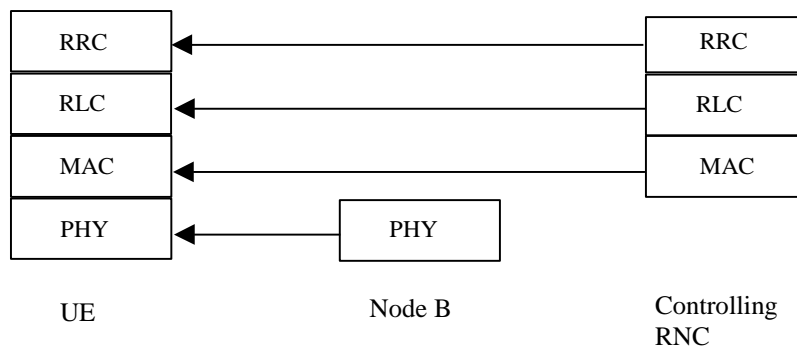 RRC RRC
RLC RLC
MAC MAC
PHY PHY
UE Node B Controlling
RNC